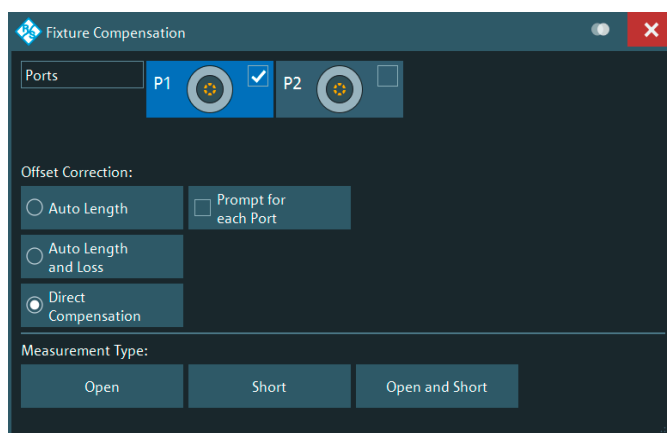 Fixture Compensation
Ports
P1
P2
Offset Correction:
Auto Length
Prompt for
each Port
Auto Length
and Loss
Direct
Compensation
Measurement Type:
Open
Short
Open and Short